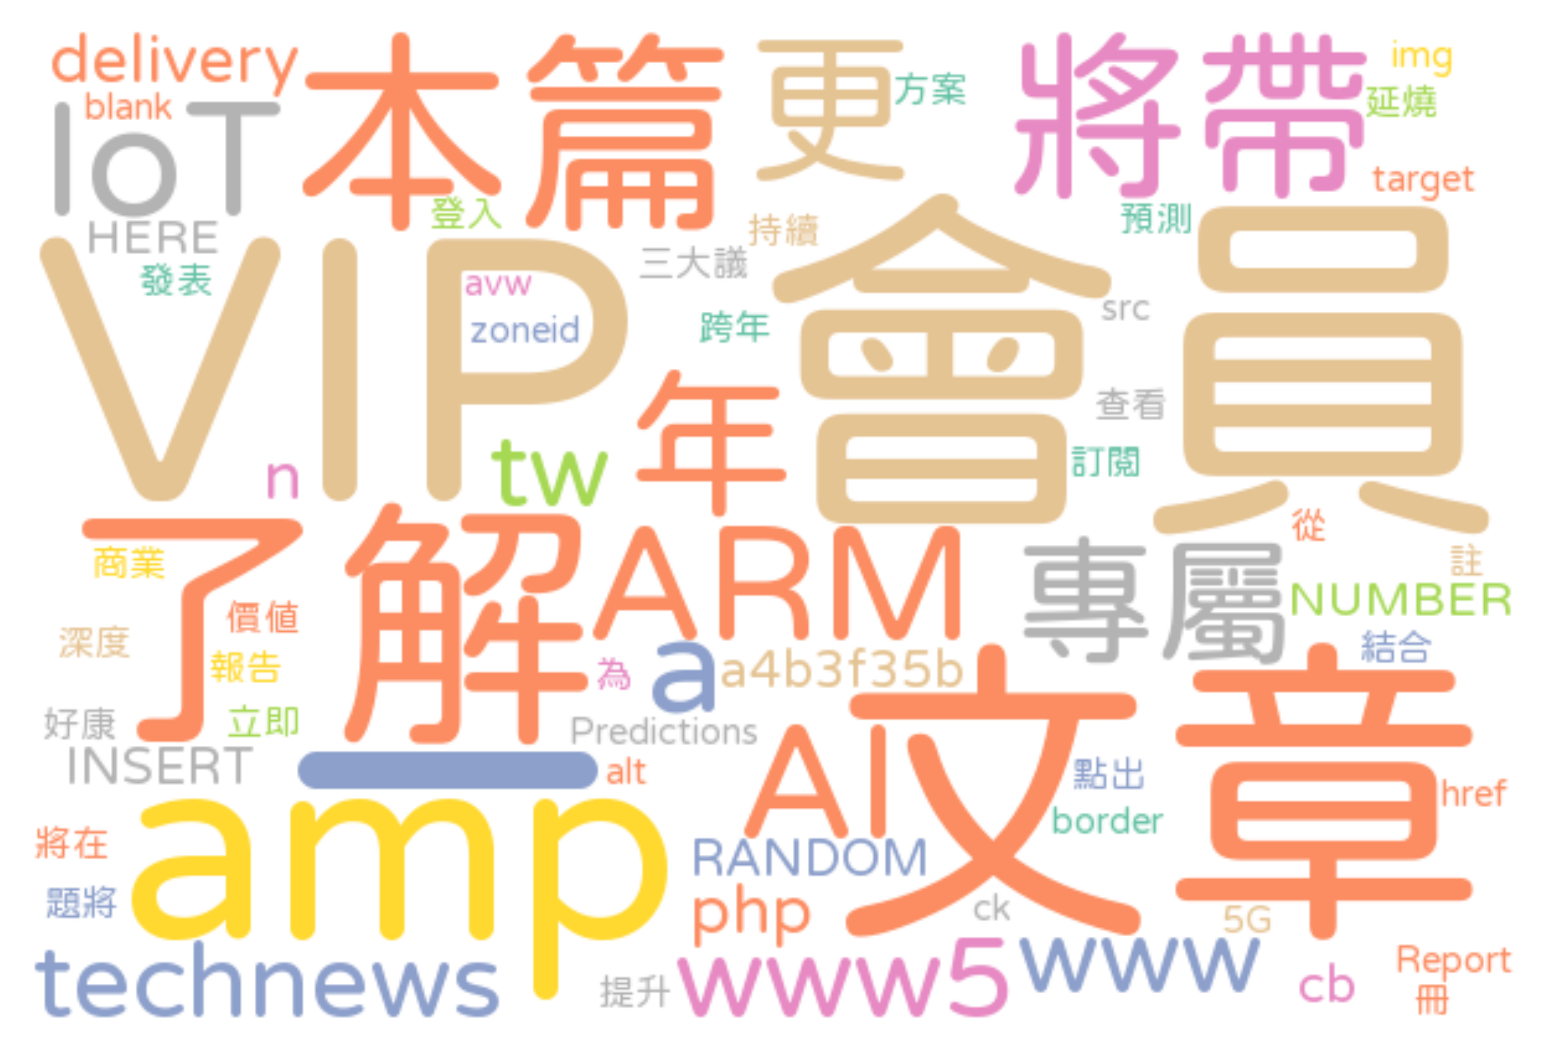 delivery
本篇
更
方案
將帶
img
延燒
blank
IoT
target
登入
HERE
持續
預測
發表
三大議
VIP
會員
avw
zoneid
跨年
src
年
查看
tw
訂閱
n
了解
ARM
專屬
從
註
商業
NUMBER
價值
深度
報告
為
a
a4b3f35b
結合
好康
立即
Predictions
文章
INSERT
_
alt
AI
點出
href
amp
border
將在
RANDOM
題將
php
ck
5G
technews
提升
www5
www
cb
Report
冊